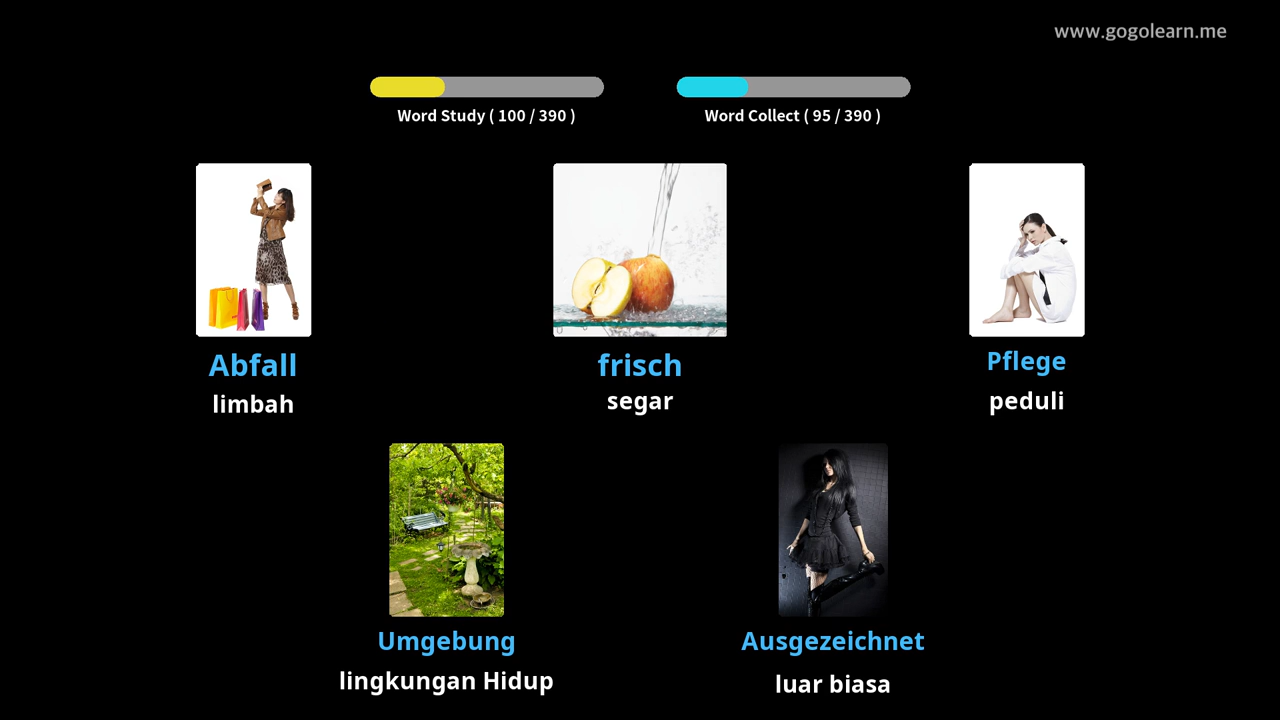 www.gogolearn.me
Word Study ( 100 / 390 )
Word Collect ( 95 / 390 )
Abfall
limbah
frisch
segar
Pflege
peduli
Umgebung
lingkungan Hidup
Ausgezeichnet
luar biasa